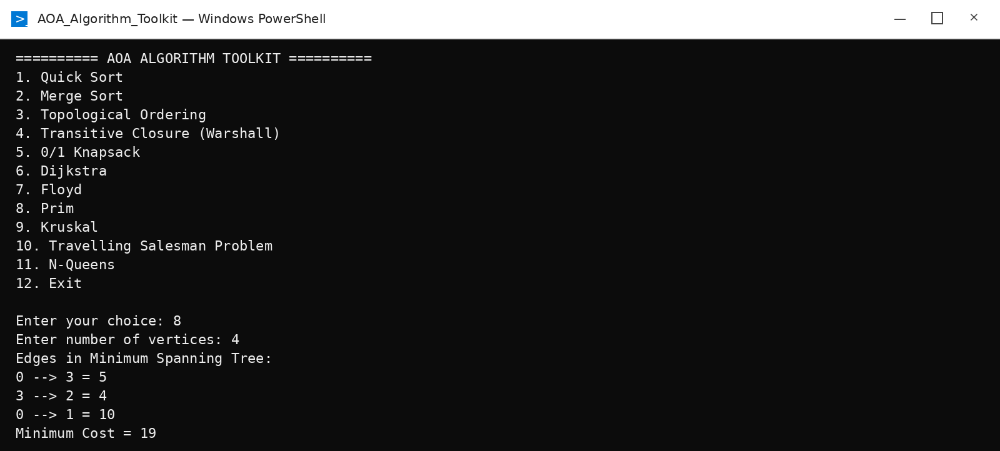 AOA_Algorithm_Toolkit — Windows PowerShell
========== AOA ALGORITHM TOOLKIT ==========
1. Quick Sort
2. Merge Sort
3. Topological Ordering
4. Transitive Closure (Warshall)
5. 0/1 Knapsack
6. Dijkstra
7. Floyd
8. Prim
9. Kruskal
10. Travelling Salesman Problem
11. N-Queens
12. Exit
Enter your choice: 8
Enter number of vertices: 4
Edges in Minimum Spanning Tree:
0 --> 3 = 5
3 --> 2 = 4
0 --> 1 = 10
Minimum Cost = 19